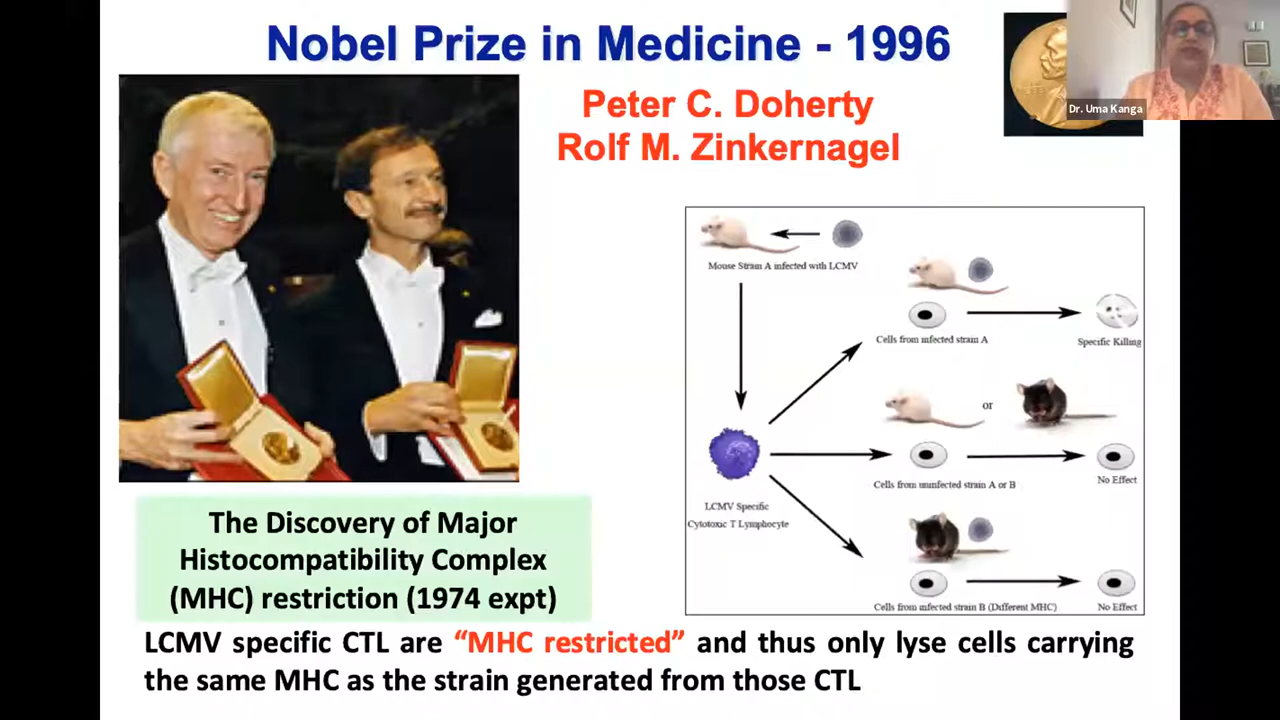 Nobel Prize in Medicine - 1996
Peter C. Doherty
Rolf M. Zinkernagel
Dr. Uma Kanga
Mouse Strain A infected with LCMV
Cells from infected strain A
Specific Killing
or
Cells from uninfected strain A or B
No Effect
LCMV Specific
Cytotoxic T Lymphocyte
Cells from infected strain B (Different MHC)
No Effect
The Discovery of Major
Histocompatibility Complex
(MHC) restriction (1974 expt)
LCMV specific CTL are “MHC restricted” and thus only lyse cells carrying
the same MHC as the strain generated from those CTL